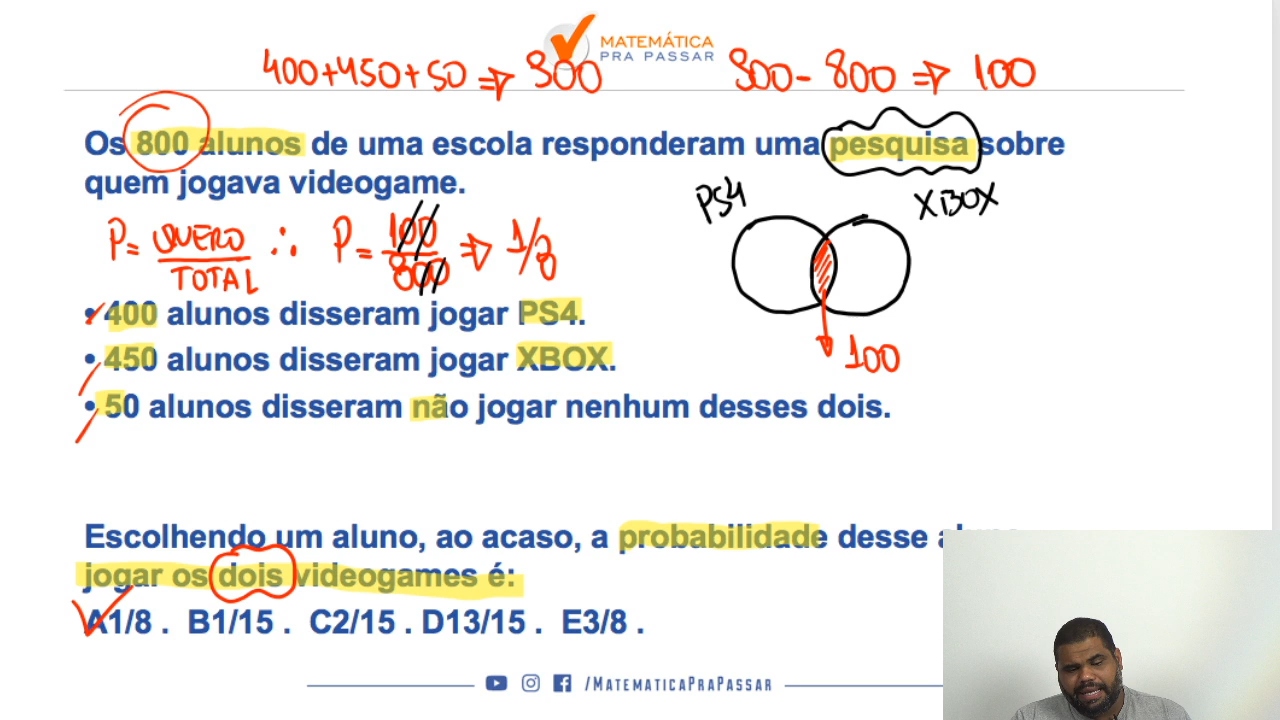 MATEMÁTICA
PRA PASSAR
400+450+50 ⇒ 900
900 - 800 ⇒ 100
Os 800 alunos de uma escola responderam uma pesquisa sobre
quem jogava videogame.
PS4
XBOX
P = QUERO/TOTAL ∴ P = 100/800 ⇒ 1/8
• 400 alunos disseram jogar PS4.
• 450 alunos disseram jogar XBOX.
100
• 50 alunos disseram não jogar nenhum desses dois.
Escolhendo um aluno, ao acaso, a probabilidade desse
jogar os dois videogames é:
A1/8 . B1/15 . C2/15 . D13/15 . E3/8 .
/MATEMATICAPRAPASSAR